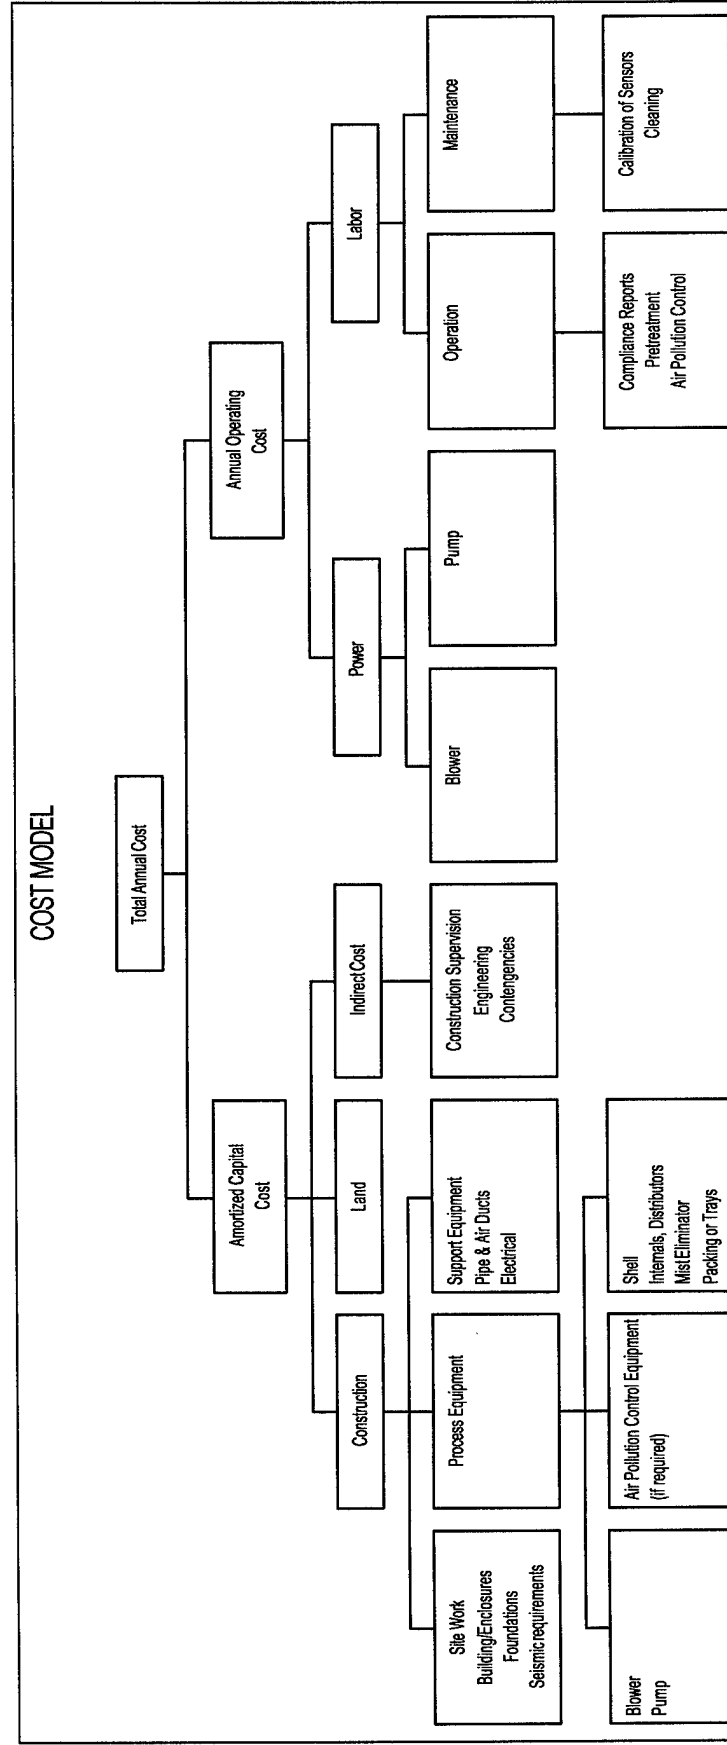 COST MODEL
Total Annual Cost
Amortized Capital
Cost
Annual Operating
Cost
Construction
Land
Indirect Cost
Power
Labor
Site Work
Building/Enclosures
Foundations
Seismic requirements
Process Equipment
Support Equipment
Pipe & Air Ducts
Electrical
Construction Supervision
Engineering
Contengencies
Blower
Pump
Operation
Maintenance
Blower
Pump
Air Pollution Control Equipment
(if required)
Shell
Internals, Distributors
Mist Eliminator
Packing or Trays
Compliance Reports
Pretreatment
Air Pollution Control
Calibration of Sensors
Cleaning